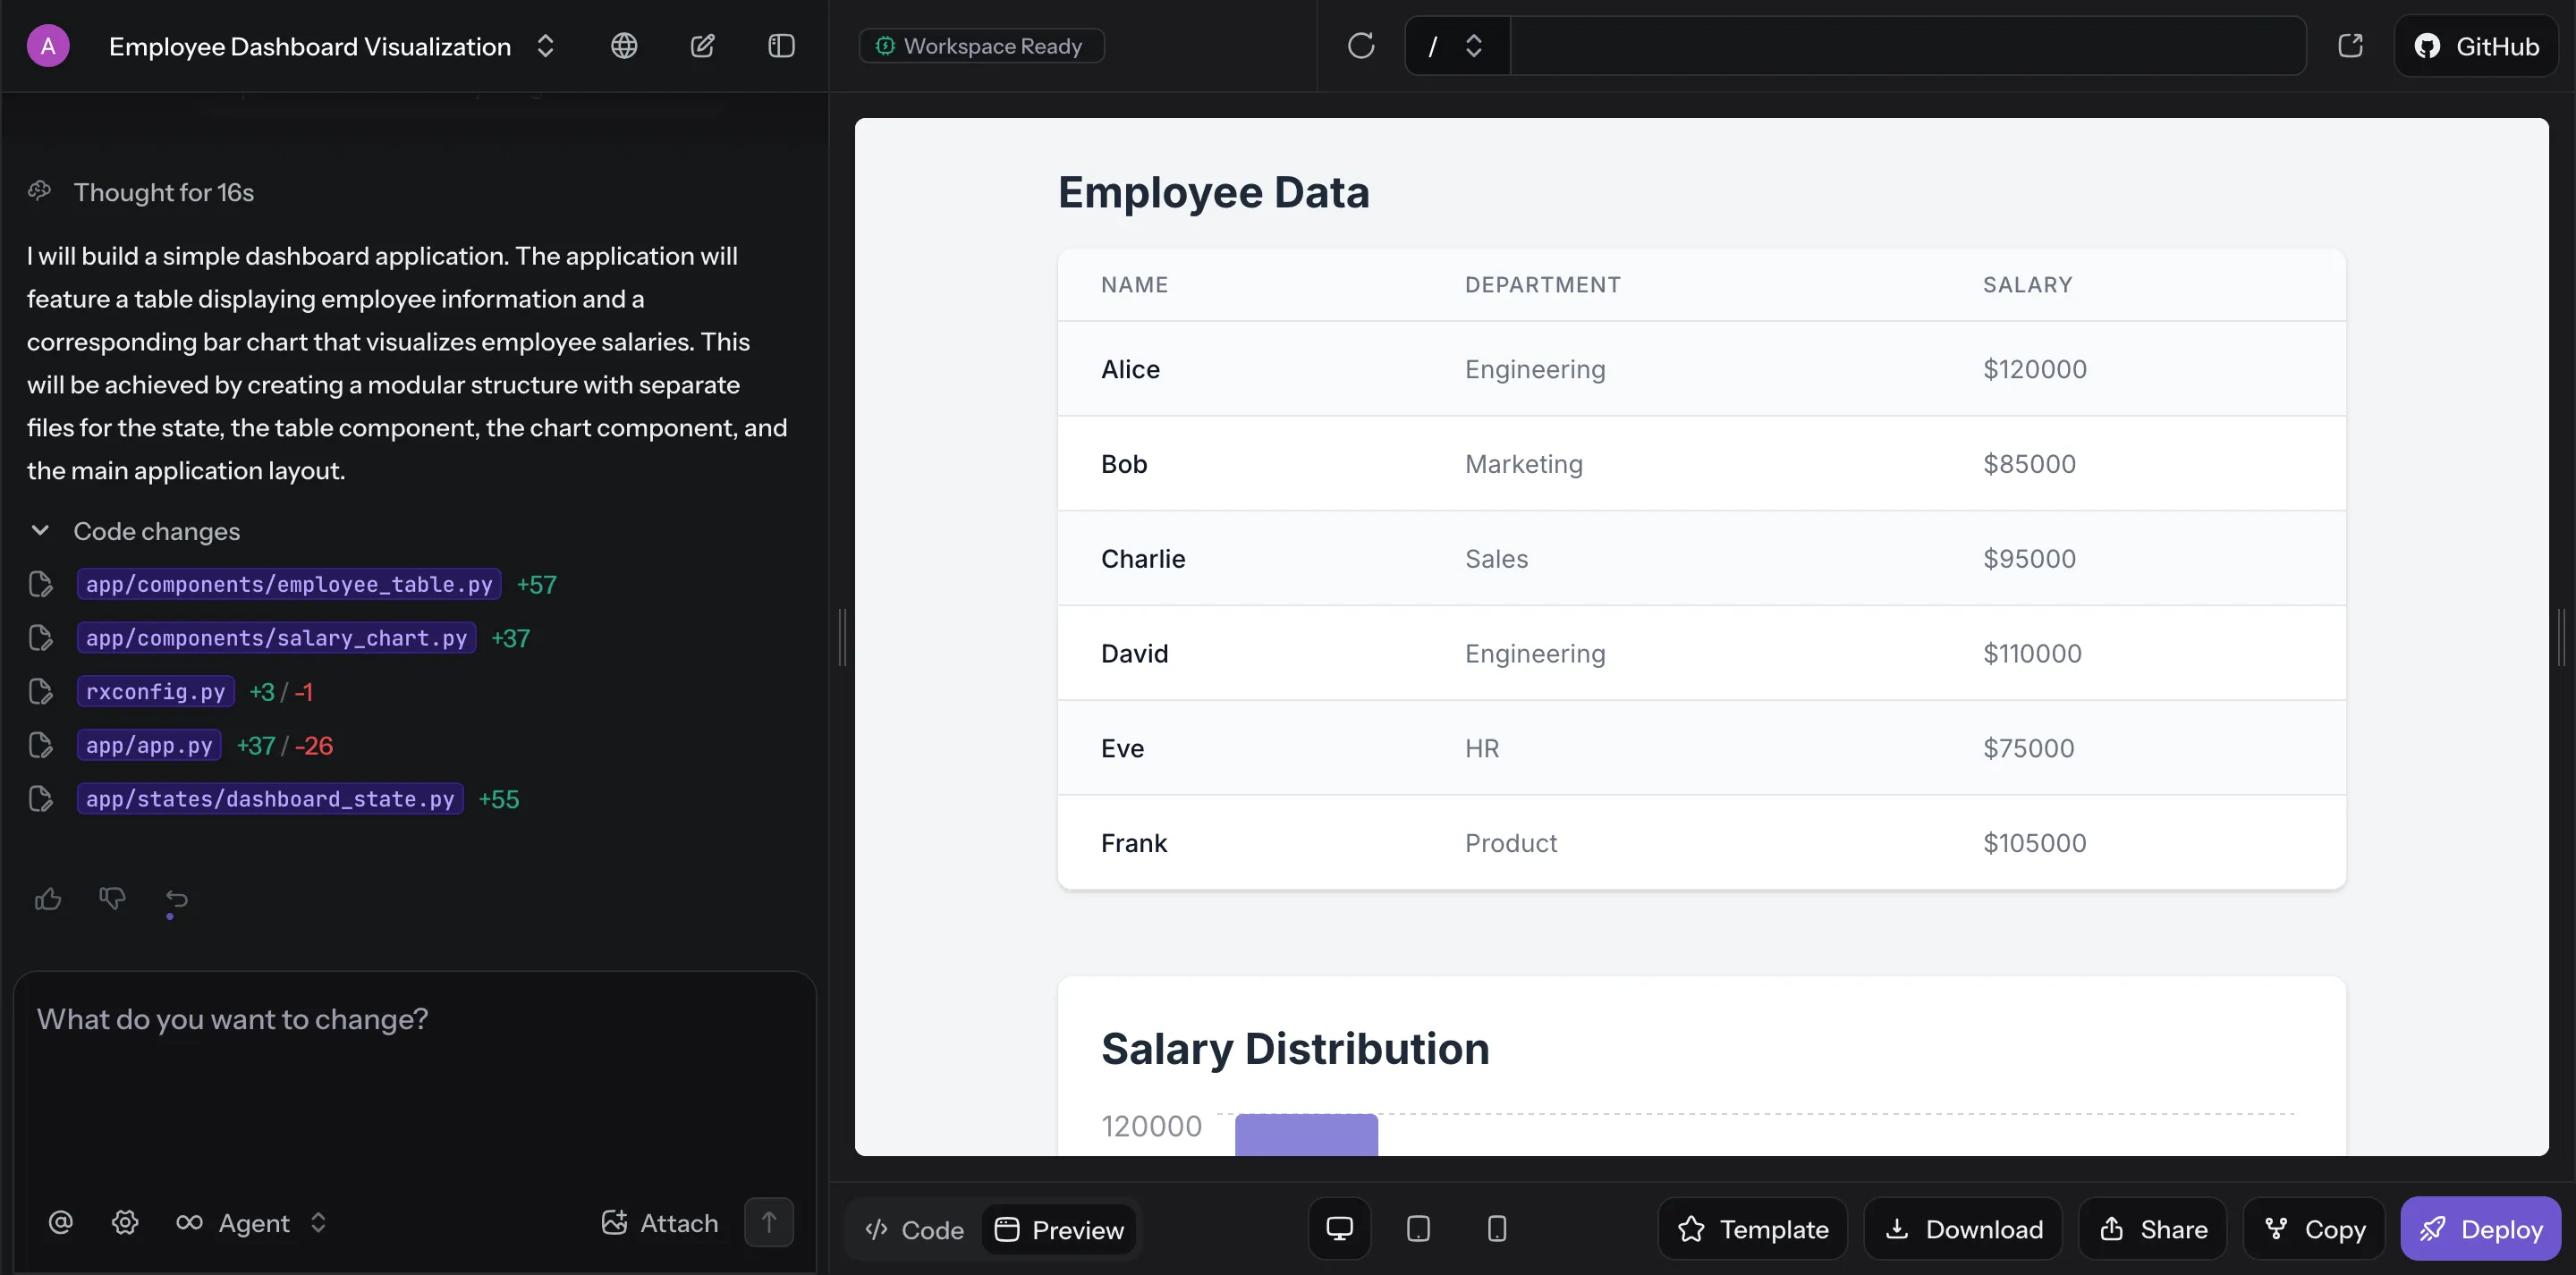 A
Employee Dashboard Visualization
Thought for 16s
I will build a simple dashboard application. The application will
feature a table displaying employee information and a
corresponding bar chart that visualizes employee salaries. This
will be achieved by creating a modular structure with separate
files for the state, the table component, the chart component, and
the main application layout.
Code changes
app/components/employee_table.py +57
app/components/salary_chart.py +37
rxconfig.py +3 / -1
app/app.py +37 / -26
app/states/dashboard_state.py +55
What do you want to change?
@ Agent Attach
Workspace Ready
/
GitHub
Employee Data
NAME DEPARTMENT SALARY
Alice Engineering $120000
Bob Marketing $85000
Charlie Sales $95000
David Engineering $110000
Eve HR $75000
Frank Product $105000
Salary Distribution
120000
Code Preview Template Download Share Copy Deploy